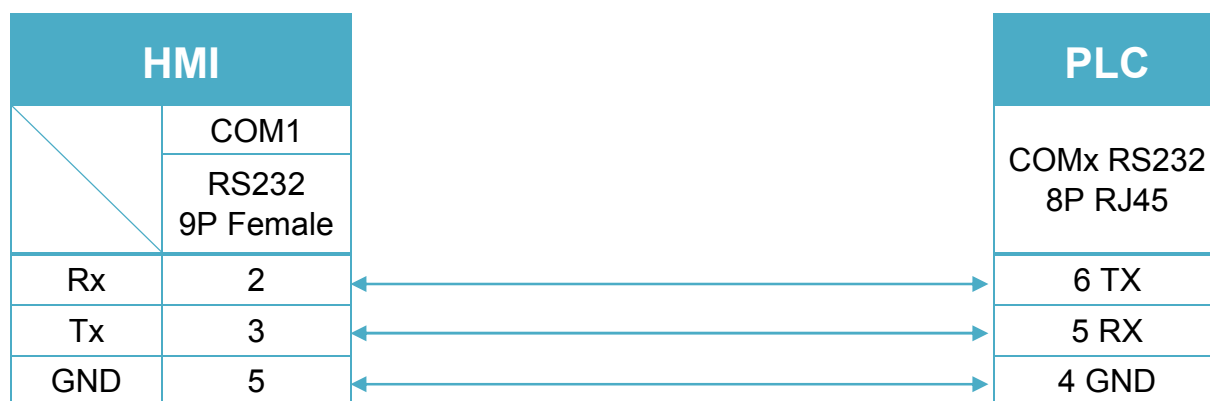 HMI
PLC
COM1
RS232
9P Female
COMx RS232
8P RJ45
Rx 2 6 TX
Tx 3 5 RX
GND 5 4 GND